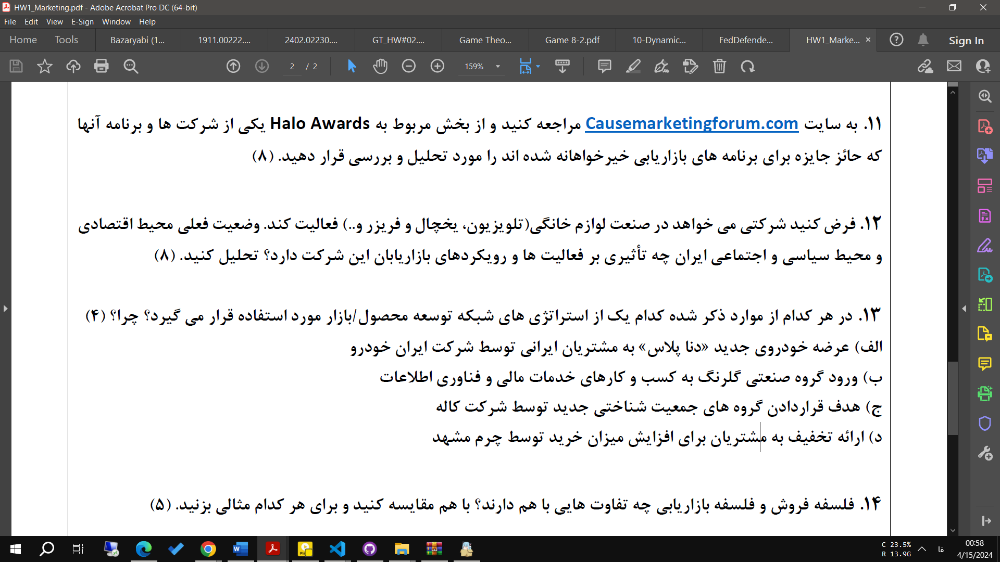 HW1_Marketing.pdf - Adobe Acrobat Pro DC (64-bit)
File Edit View E-Sign Window Help
Home Tools Bazaryabi (1... 1911.00222.... 2402.02230.... GT_HW#02.... Game Theo... Game 8-2.pdf 10-Dynamic... FedDefende... HW1_Marke... × Sign In
2 / 2 159%
۱۱. به سایت Causemarketingforum.com مراجعه کنید و از بخش مربوط به Halo Awards یکی از شرکت ها و برنامه آنها
که حائز جایزه برای برنامه های بازاریابی خیرخواهانه شده اند را مورد تحلیل و بررسی قرار دهید. (۸)
۱۲. فرض کنید شرکتی می خواهد در صنعت لوازم خانگی(تلویزیون، یخچال و فریزر و..) فعالیت کند. وضعیت فعلی محیط اقتصادی
و محیط سیاسی و اجتماعی ایران چه تأثیری بر فعالیت ها و رویکردهای بازاریابان این شرکت دارد؟ تحلیل کنید. (۸)
۱۳. در هر کدام از موارد ذکر شده کدام یک از استراتژی های شبکه توسعه محصول/بازار مورد استفاده قرار می گیرد؟ چرا؟ (۴)
الف) عرضه خودروی جدید «دنا پلاس» به مشتریان ایرانی توسط شرکت ایران خودرو
ب) ورود گروه صنعتی گلرنگ به کسب و کارهای خدمات مالی و فناوری اطلاعات
ج) هدف قراردادن گروه های جمعیت شناختی جدید توسط شرکت کاله
د) ارائه تخفیف به مشتریان برای افزایش میزان خرید توسط چرم مشهد
۱۴. فلسفه فروش و فلسفه بازاریابی چه تفاوت هایی با هم دارند؟ با هم مقایسه کنید و برای هر کدام مثالی بزنید. (۵)
C 23.5%
R 13.9G
فا
00:58
4/15/2024